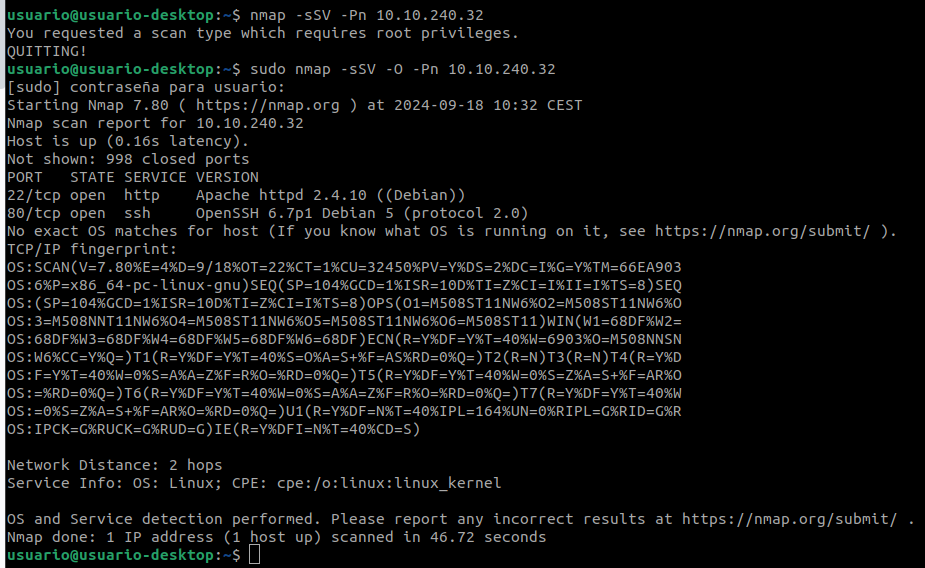 usuario@usuario-desktop:~$ nmap -sSV -Pn 10.10.240.32
You requested a scan type which requires root privileges.
QUITTING!
usuario@usuario-desktop:~$ sudo nmap -sSV -O -Pn 10.10.240.32
[sudo] contraseña para usuario:
Starting Nmap 7.80 ( https://nmap.org ) at 2024-09-18 10:32 CEST
Nmap scan report for 10.10.240.32
Host is up (0.16s latency).
Not shown: 998 closed ports
PORT   STATE SERVICE VERSION
22/tcp open  http    Apache httpd 2.4.10 ((Debian))
80/tcp open  ssh     OpenSSH 6.7p1 Debian 5 (protocol 2.0)
No exact OS matches for host (If you know what OS is running on it, see https://nmap.org/submit/ ).
TCP/IP fingerprint:
OS:SCAN(V=7.80%E=4%D=9/18%OT=22%CT=1%CU=32450%PV=Y%DS=2%DC=I%G=Y%TM=66EA903
OS:6%P=x86_64-pc-linux-gnu)SEQ(SP=104%GCD=1%ISR=10D%TI=Z%CI=I%II=I%TS=8)SEQ
OS:(SP=104%GCD=1%ISR=10D%TI=Z%CI=I%TS=8)OPS(O1=M508ST11NW6%O2=M508ST11NW6%O
OS:3=M508NNT11NW6%O4=M508ST11NW6%O5=M508ST11NW6%O6=M508ST11)WIN(W1=68DF%W2=
OS:68DF%W3=68DF%W4=68DF%W5=68DF%W6=68DF)ECN(R=Y%DF=Y%T=40%W=6903%O=M508NNSN
OS:W6%CC=Y%Q=)T1(R=Y%DF=Y%T=40%S=O%A=S+%F=AS%RD=0%Q=)T2(R=N)T3(R=N)T4(R=Y%D
OS:F=Y%T=40%W=0%S=A%A=Z%F=R%O=%RD=0%Q=)T5(R=Y%DF=Y%T=40%W=0%S=Z%A=S+%F=AR%O
OS:=%RD=0%Q=)T6(R=Y%DF=Y%T=40%W=0%S=A%A=Z%F=R%O=%RD=0%Q=)T7(R=Y%DF=Y%T=40%W
OS:=0%S=Z%A=S+%F=AR%O=%RD=0%Q=)U1(R=Y%DF=N%T=40%IPL=164%UN=0%RIPL=G%RID=G%R
OS:IPCK=G%RUCK=G%RUD=G)IE(R=Y%DFI=N%T=40%CD=S)
Network Distance: 2 hops
Service Info: OS: Linux; CPE: cpe:/o:linux:linux_kernel
OS and Service detection performed. Please report any incorrect results at https://nmap.org/submit/ .
Nmap done: 1 IP address (1 host up) scanned in 46.72 seconds
usuario@usuario-desktop:~$